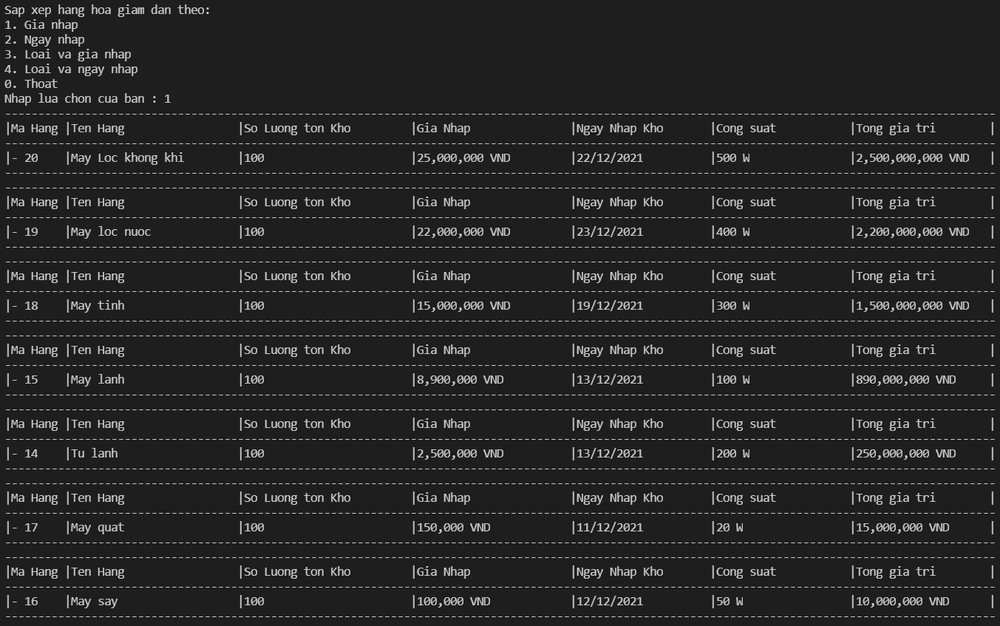 Sap xep hang hoa giam dan theo:
1. Gia nhap
2. Ngay nhap
3. Loai va gia nhap
4. Loai va ngay nhap
0. Thoat
Nhap lua chon cua ban : 1
|Ma Hang |Ten Hang |So Luong ton Kho |Gia Nhap |Ngay Nhap Kho |Cong suat |Tong gia tri |
|- 20 |May Loc khong khi |100 |25,000,000 VND |22/12/2021 |500 W |2,500,000,000 VND |
|Ma Hang |Ten Hang |So Luong ton Kho |Gia Nhap |Ngay Nhap Kho |Cong suat |Tong gia tri |
|- 19 |May loc nuoc |100 |22,000,000 VND |23/12/2021 |400 W |2,200,000,000 VND |
|Ma Hang |Ten Hang |So Luong ton Kho |Gia Nhap |Ngay Nhap Kho |Cong suat |Tong gia tri |
|- 18 |May tinh |100 |15,000,000 VND |19/12/2021 |300 W |1,500,000,000 VND |
|Ma Hang |Ten Hang |So Luong ton Kho |Gia Nhap |Ngay Nhap Kho |Cong suat |Tong gia tri |
|- 15 |May lanh |100 |8,900,000 VND |13/12/2021 |100 W |890,000,000 VND |
|Ma Hang |Ten Hang |So Luong ton Kho |Gia Nhap |Ngay Nhap Kho |Cong suat |Tong gia tri |
|- 14 |Tu lanh |100 |2,500,000 VND |13/12/2021 |200 W |250,000,000 VND |
|Ma Hang |Ten Hang |So Luong ton Kho |Gia Nhap |Ngay Nhap Kho |Cong suat |Tong gia tri |
|- 17 |May quat |100 |150,000 VND |11/12/2021 |20 W |15,000,000 VND |
|Ma Hang |Ten Hang |So Luong ton Kho |Gia Nhap |Ngay Nhap Kho |Cong suat |Tong gia tri |
|- 16 |May say |100 |100,000 VND |12/12/2021 |50 W |10,000,000 VND |